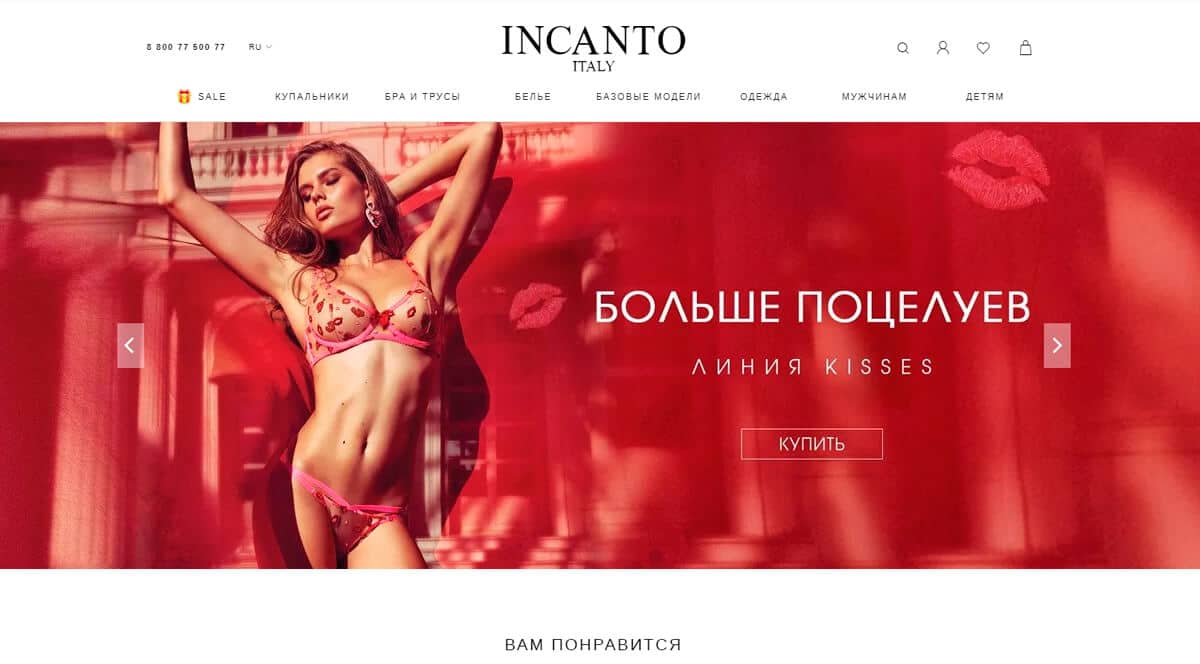 8 800 77 500 77
RU
INCANTO
ITALY
SALE
КУПАЛЬНИКИ
БРА И ТРУСЫ
БЕЛЬЕ
БАЗОВЫЕ МОДЕЛИ
ОДЕЖДА
МУЖЧИНАМ
ДЕТЯМ
БОЛЬШЕ ПОЦЕЛУЕВ
ЛИНИЯ KISSES
КУПИТЬ
ВАМ ПОНРАВИТСЯ